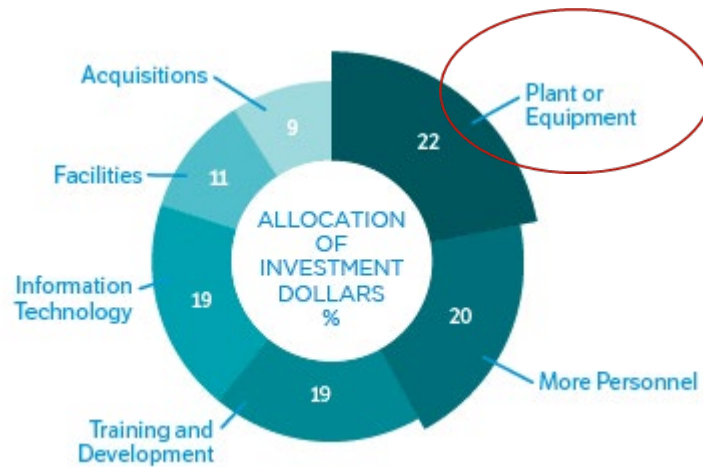 Acquisitions
9
Plant or
Equipment
22
Facilities
11
ALLOCATION
OF
INVESTMENT
DOLLARS
%
Information
Technology
19
20
More Personnel
19
Training and
Development